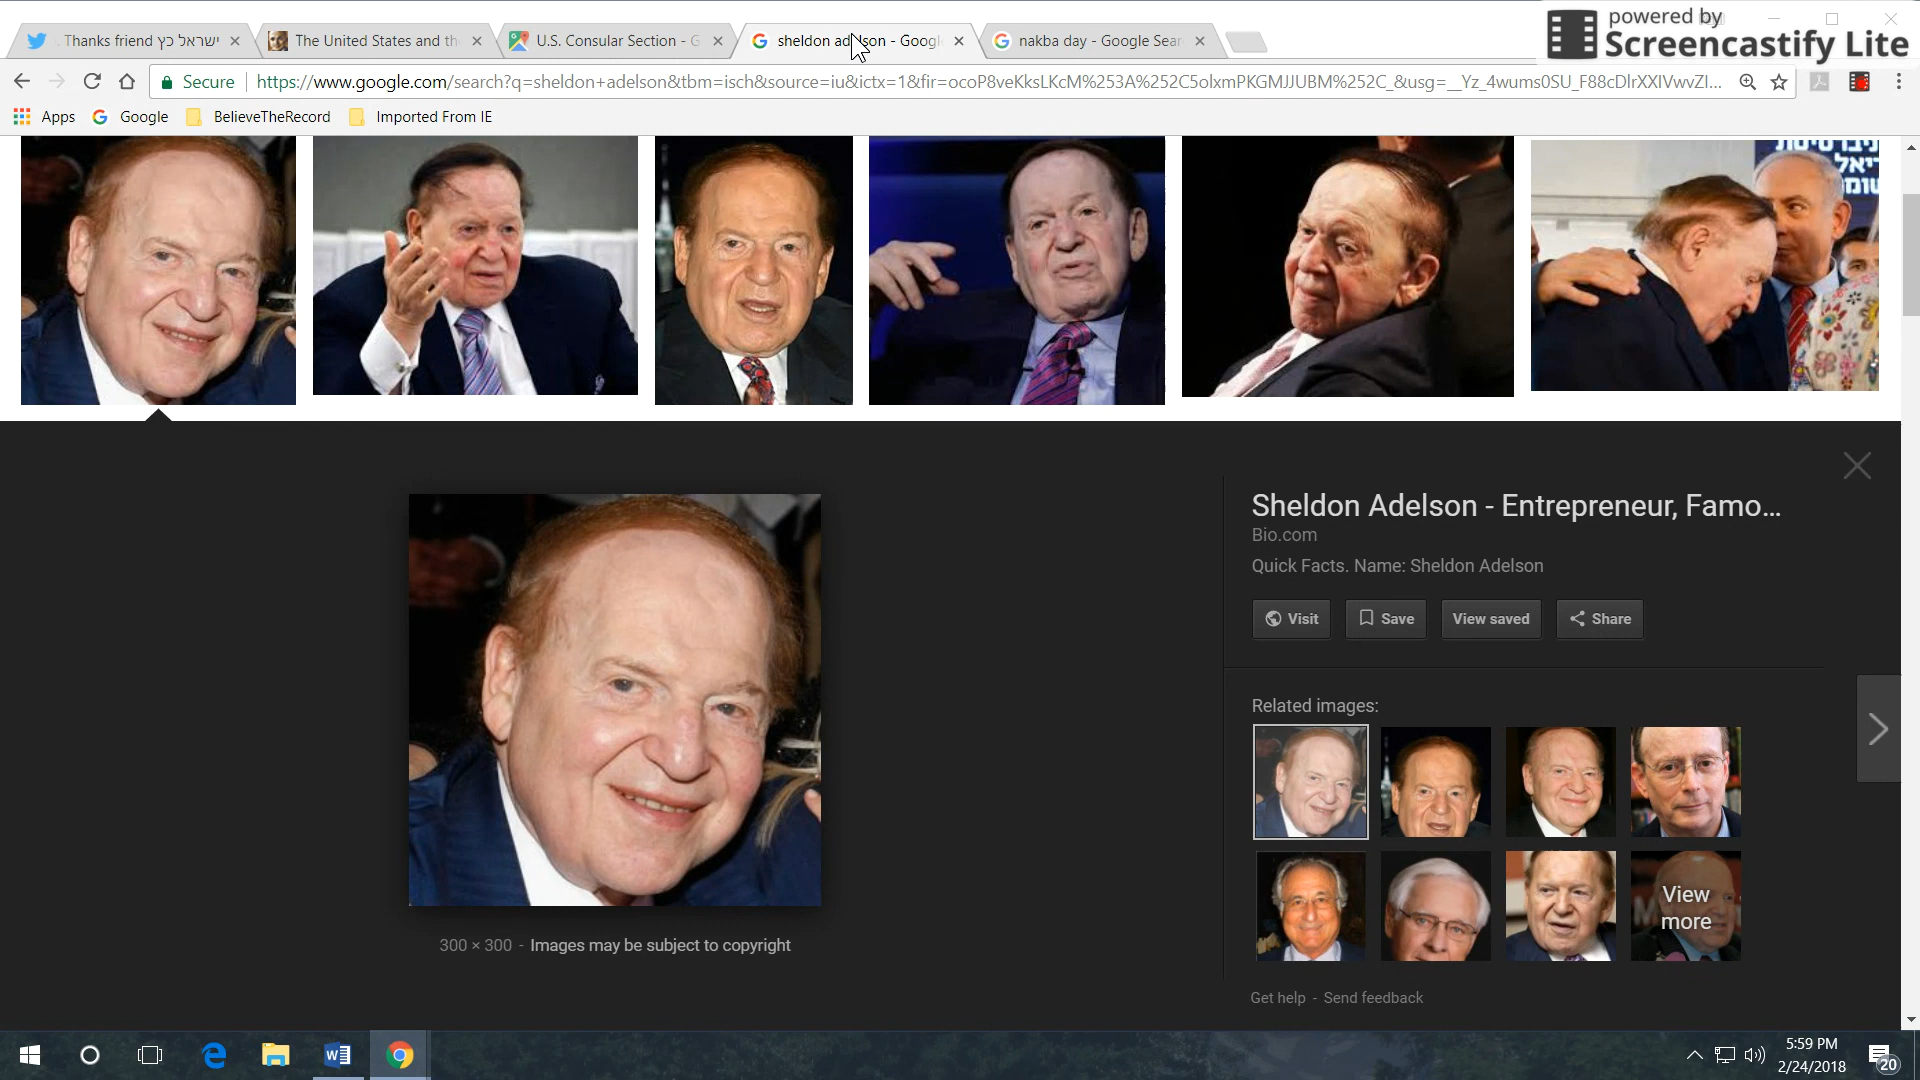 powered by
Screencastify Lite
Thanks friend ישראל כץ
The United States and th
U.S. Consular Section - G
sheldon adelson - Googl
nakba day - Google Sear
Secure
https://www.google.com/search?q=sheldon+adelson&tbm=isch&source=iu&ictx=1&fir=ocoP8veKksLKcM%253A%252C5olxmPKGMJJUBM%252C_&usg=__Yz_4wums0SU_F88cDlrXXIVwvZI...
Apps
Google
BelieveTheRecord
Imported From IE
Sheldon Adelson - Entrepreneur, Famo...
Bio.com
Quick Facts. Name: Sheldon Adelson
Visit
Save
View saved
Share
Related images:
View
more
300 × 300 - Images may be subject to copyright
Get help - Send feedback
5:59 PM
2/24/2018
20